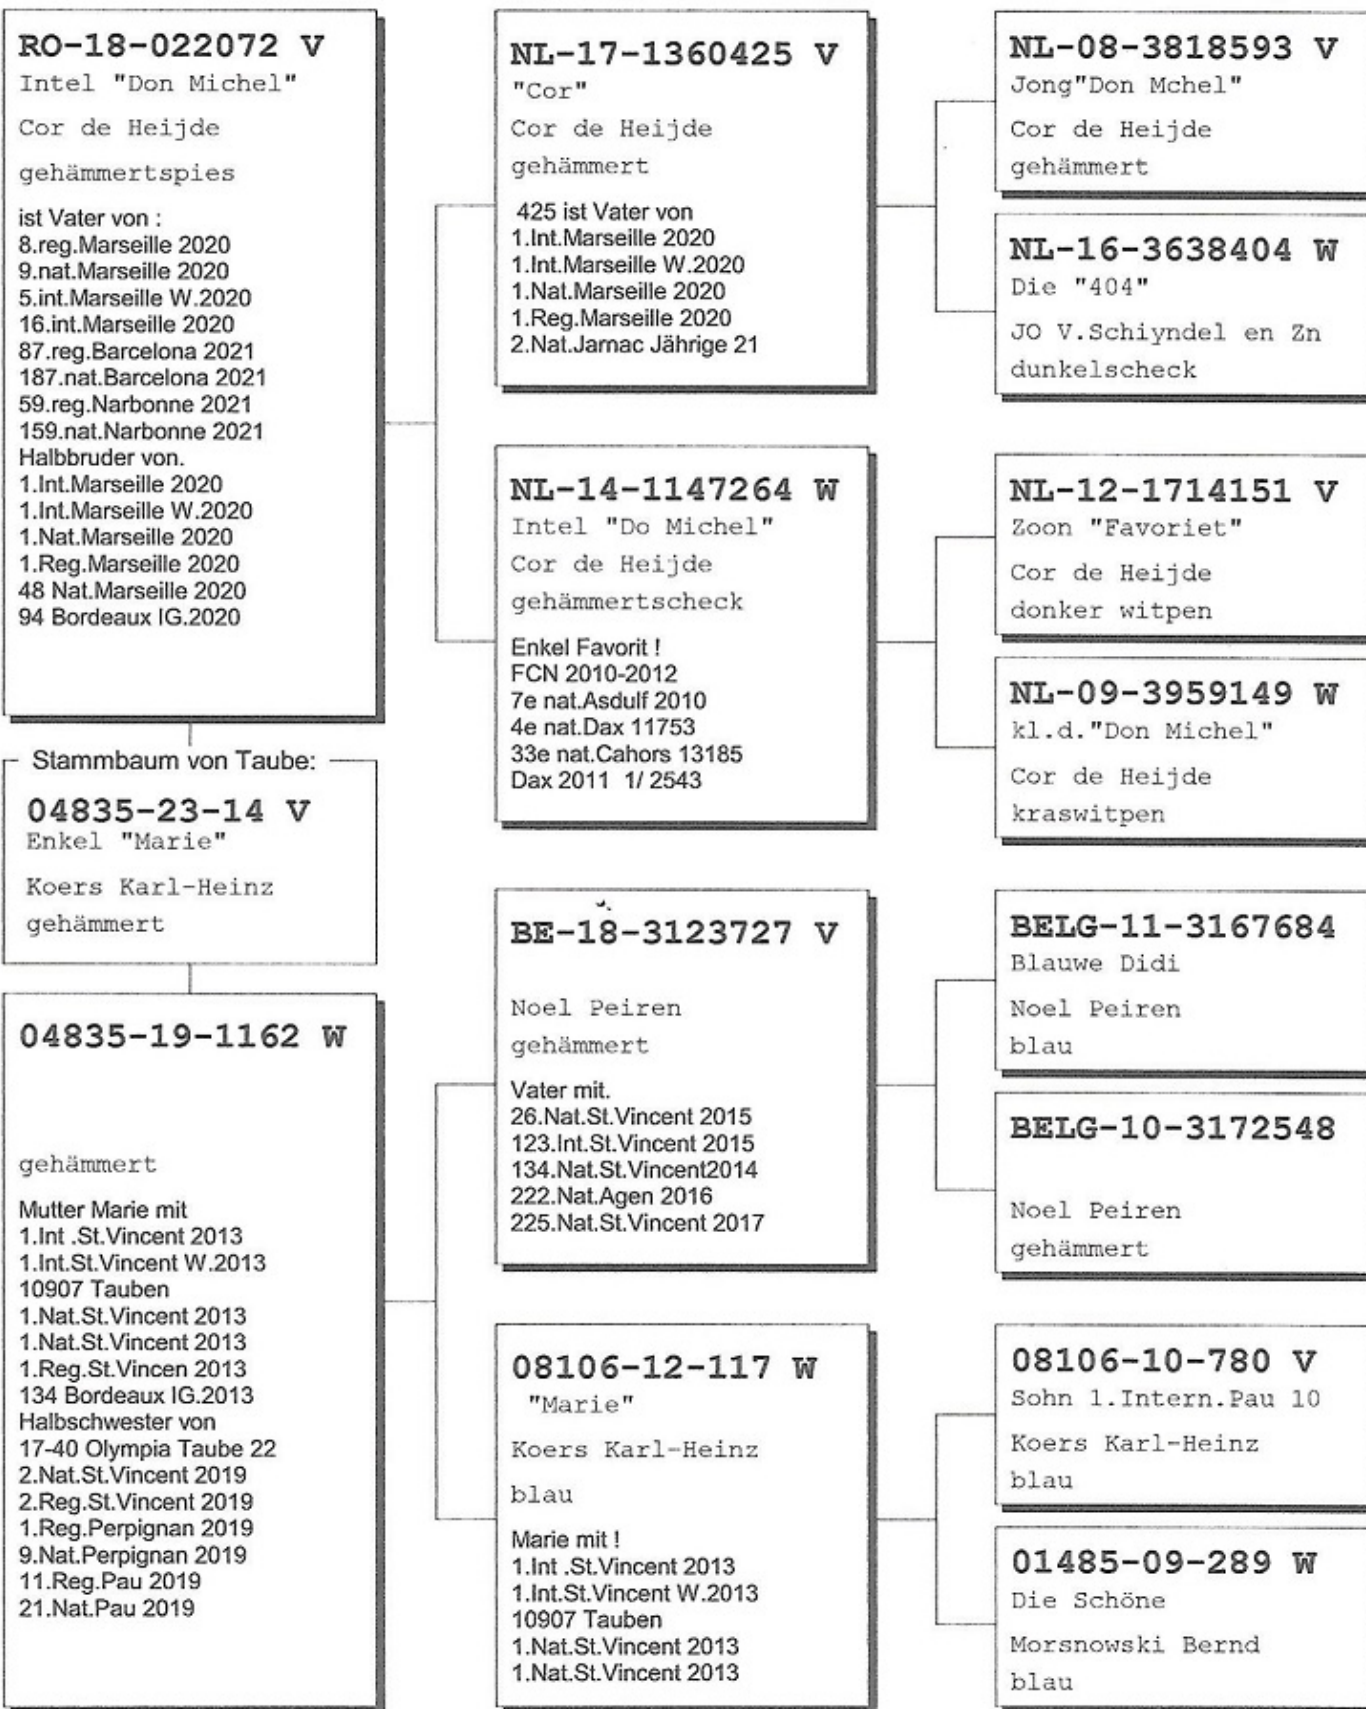 RO-18-022072 V
Intel "Don Michel"
Cor de Heijde
gehämmertspies
ist Vater von :
8.reg.Marseille 2020
9.nat.Marseille 2020
5.int.Marseille W.2020
16.int.Marseille 2020
87.reg.Barcelona 2021
187.nat.Barcelona 2021
59.reg.Narbonne 2021
159.nat.Narbonne 2021
Halbbruder von.
1.Int.Marseille 2020
1.Int.Marseille W.2020
1.Nat.Marseille 2020
1.Reg.Marseille 2020
48 Nat.Marseille 2020
94 Bordeaux IG.2020
Stammbaum von Taube:
04835-23-14 V
Enkel "Marie"
Koers Karl-Heinz
gehämmert
04835-19-1162 W
gehämmert
Mutter Marie mit
1.Int .St.Vincent 2013
1.Int.St.Vincent W.2013
10907 Tauben
1.Nat.St.Vincent 2013
1.Nat.St.Vincent 2013
1.Reg.St.Vincen 2013
134 Bordeaux IG.2013
Halbschwester von
17-40 Olympia Taube 22
2.Nat.St.Vincent 2019
2.Reg.St.Vincent 2019
1.Reg.Perpignan 2019
9.Nat.Perpignan 2019
11.Reg.Pau 2019
21.Nat.Pau 2019
NL-17-1360425 V
"Cor"
Cor de Heijde
gehämmert
425 ist Vater von
1.Int.Marseille 2020
1.Int.Marseille W.2020
1.Nat.Marseille 2020
1.Reg.Marseille 2020
2.Nat.Jarnac Jährige 21
NL-14-1147264 W
Intel "Do Michel"
Cor de Heijde
gehämmertscheck
Enkel Favorit !
FCN 2010-2012
7e nat.Asdulf 2010
4e nat.Dax 11753
33e nat.Cahors 13185
Dax 2011 1/ 2543
BE-18-3123727 V
Noel Peiren
gehämmert
Vater mit.
26.Nat.St.Vincent 2015
123.Int.St.Vincent 2015
134.Nat.St.Vincent2014
222.Nat.Agen 2016
225.Nat.St.Vincent 2017
08106-12-117 W
"Marie"
Koers Karl-Heinz
blau
Marie mit !
1.Int .St.Vincent 2013
1.Int.St.Vincent W.2013
10907 Tauben
1.Nat.St.Vincent 2013
1.Nat.St.Vincent 2013
NL-08-3818593 V
Jong"Don Mchel"
Cor de Heijde
gehämmert
NL-16-3638404 W
Die "404"
JO V.Schiyndel en Zn
dunkelscheck
NL-12-1714151 V
Zoon "Favoriet"
Cor de Heijde
donker witpen
NL-09-3959149 W
kl.d."Don Michel"
Cor de Heijde
kraswitpen
BELG-11-3167684
Blauwe Didi
Noel Peiren
blau
BELG-10-3172548
Noel Peiren
gehämmert
08106-10-780 V
Sohn 1.Intern.Pau 10
Koers Karl-Heinz
blau
01485-09-289 W
Die Schöne
Morsnowski Bernd
blau